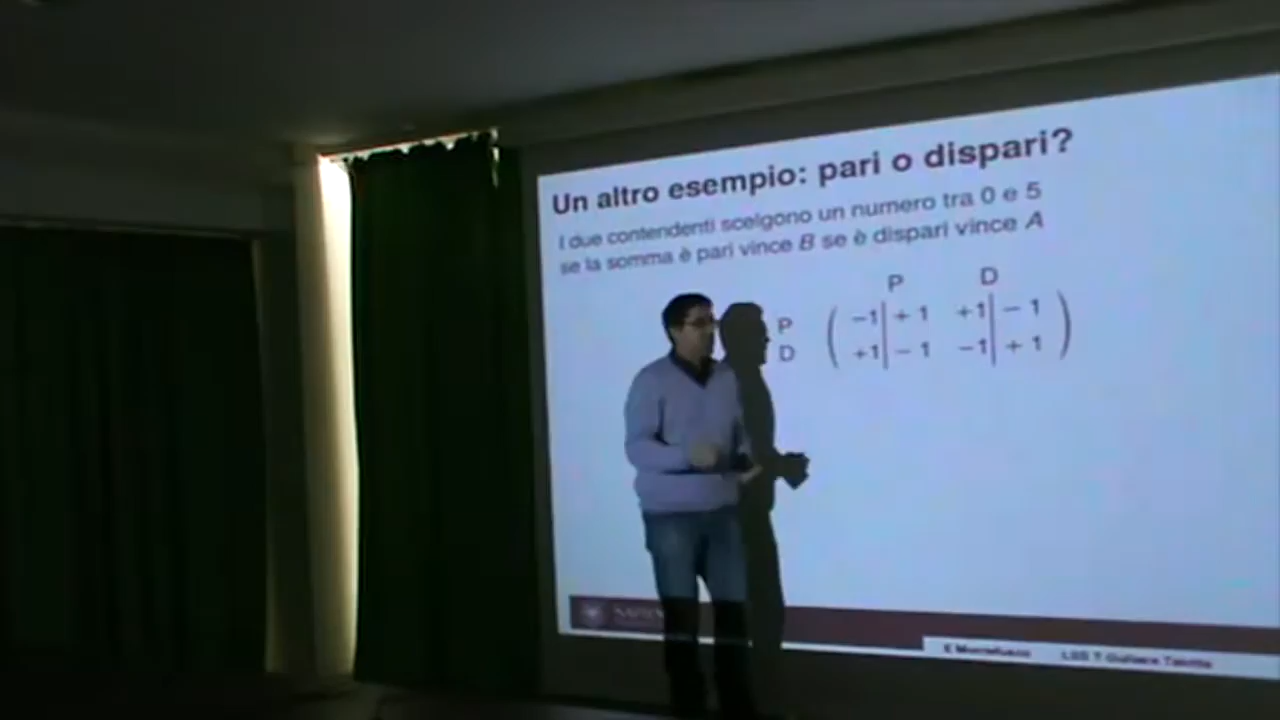 Un altro esempio: pari o dispari?
I due contendenti scelgono un numero tra 0 e 5
se la somma è pari vince B se è dispari vince A
P D
P ( −1| + 1 +1| − 1 )
D ( +1| − 1 −1| + 1 )